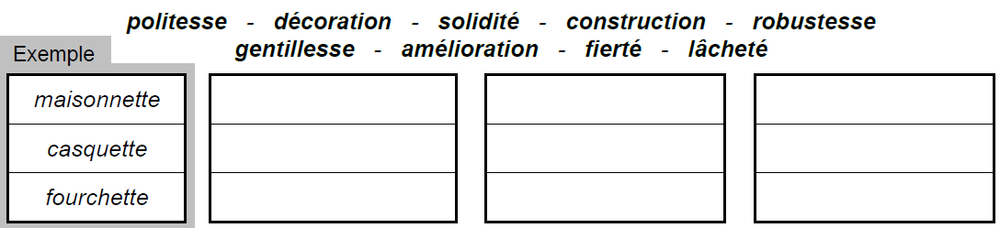 politesse - décoration - solidité - construction - robustesse
gentillesse - amélioration - fierté - lâcheté
Exemple
maisonnette
casquette
fourchette